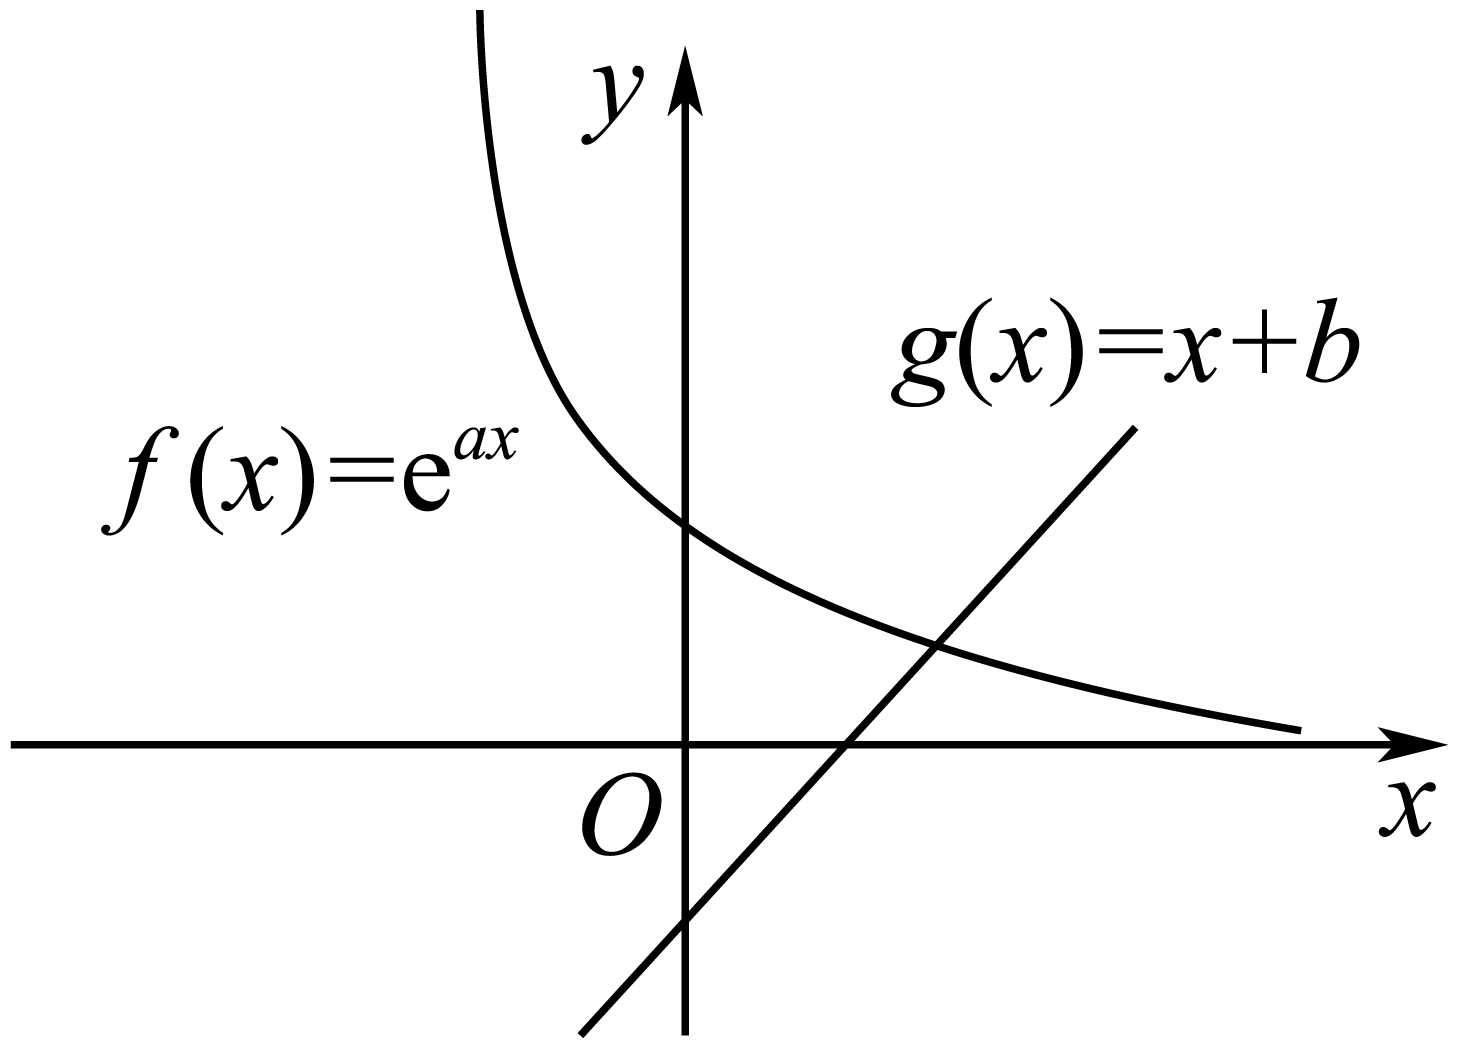 y
g(x)=x+b
f(x)=e^{ax}
O
x